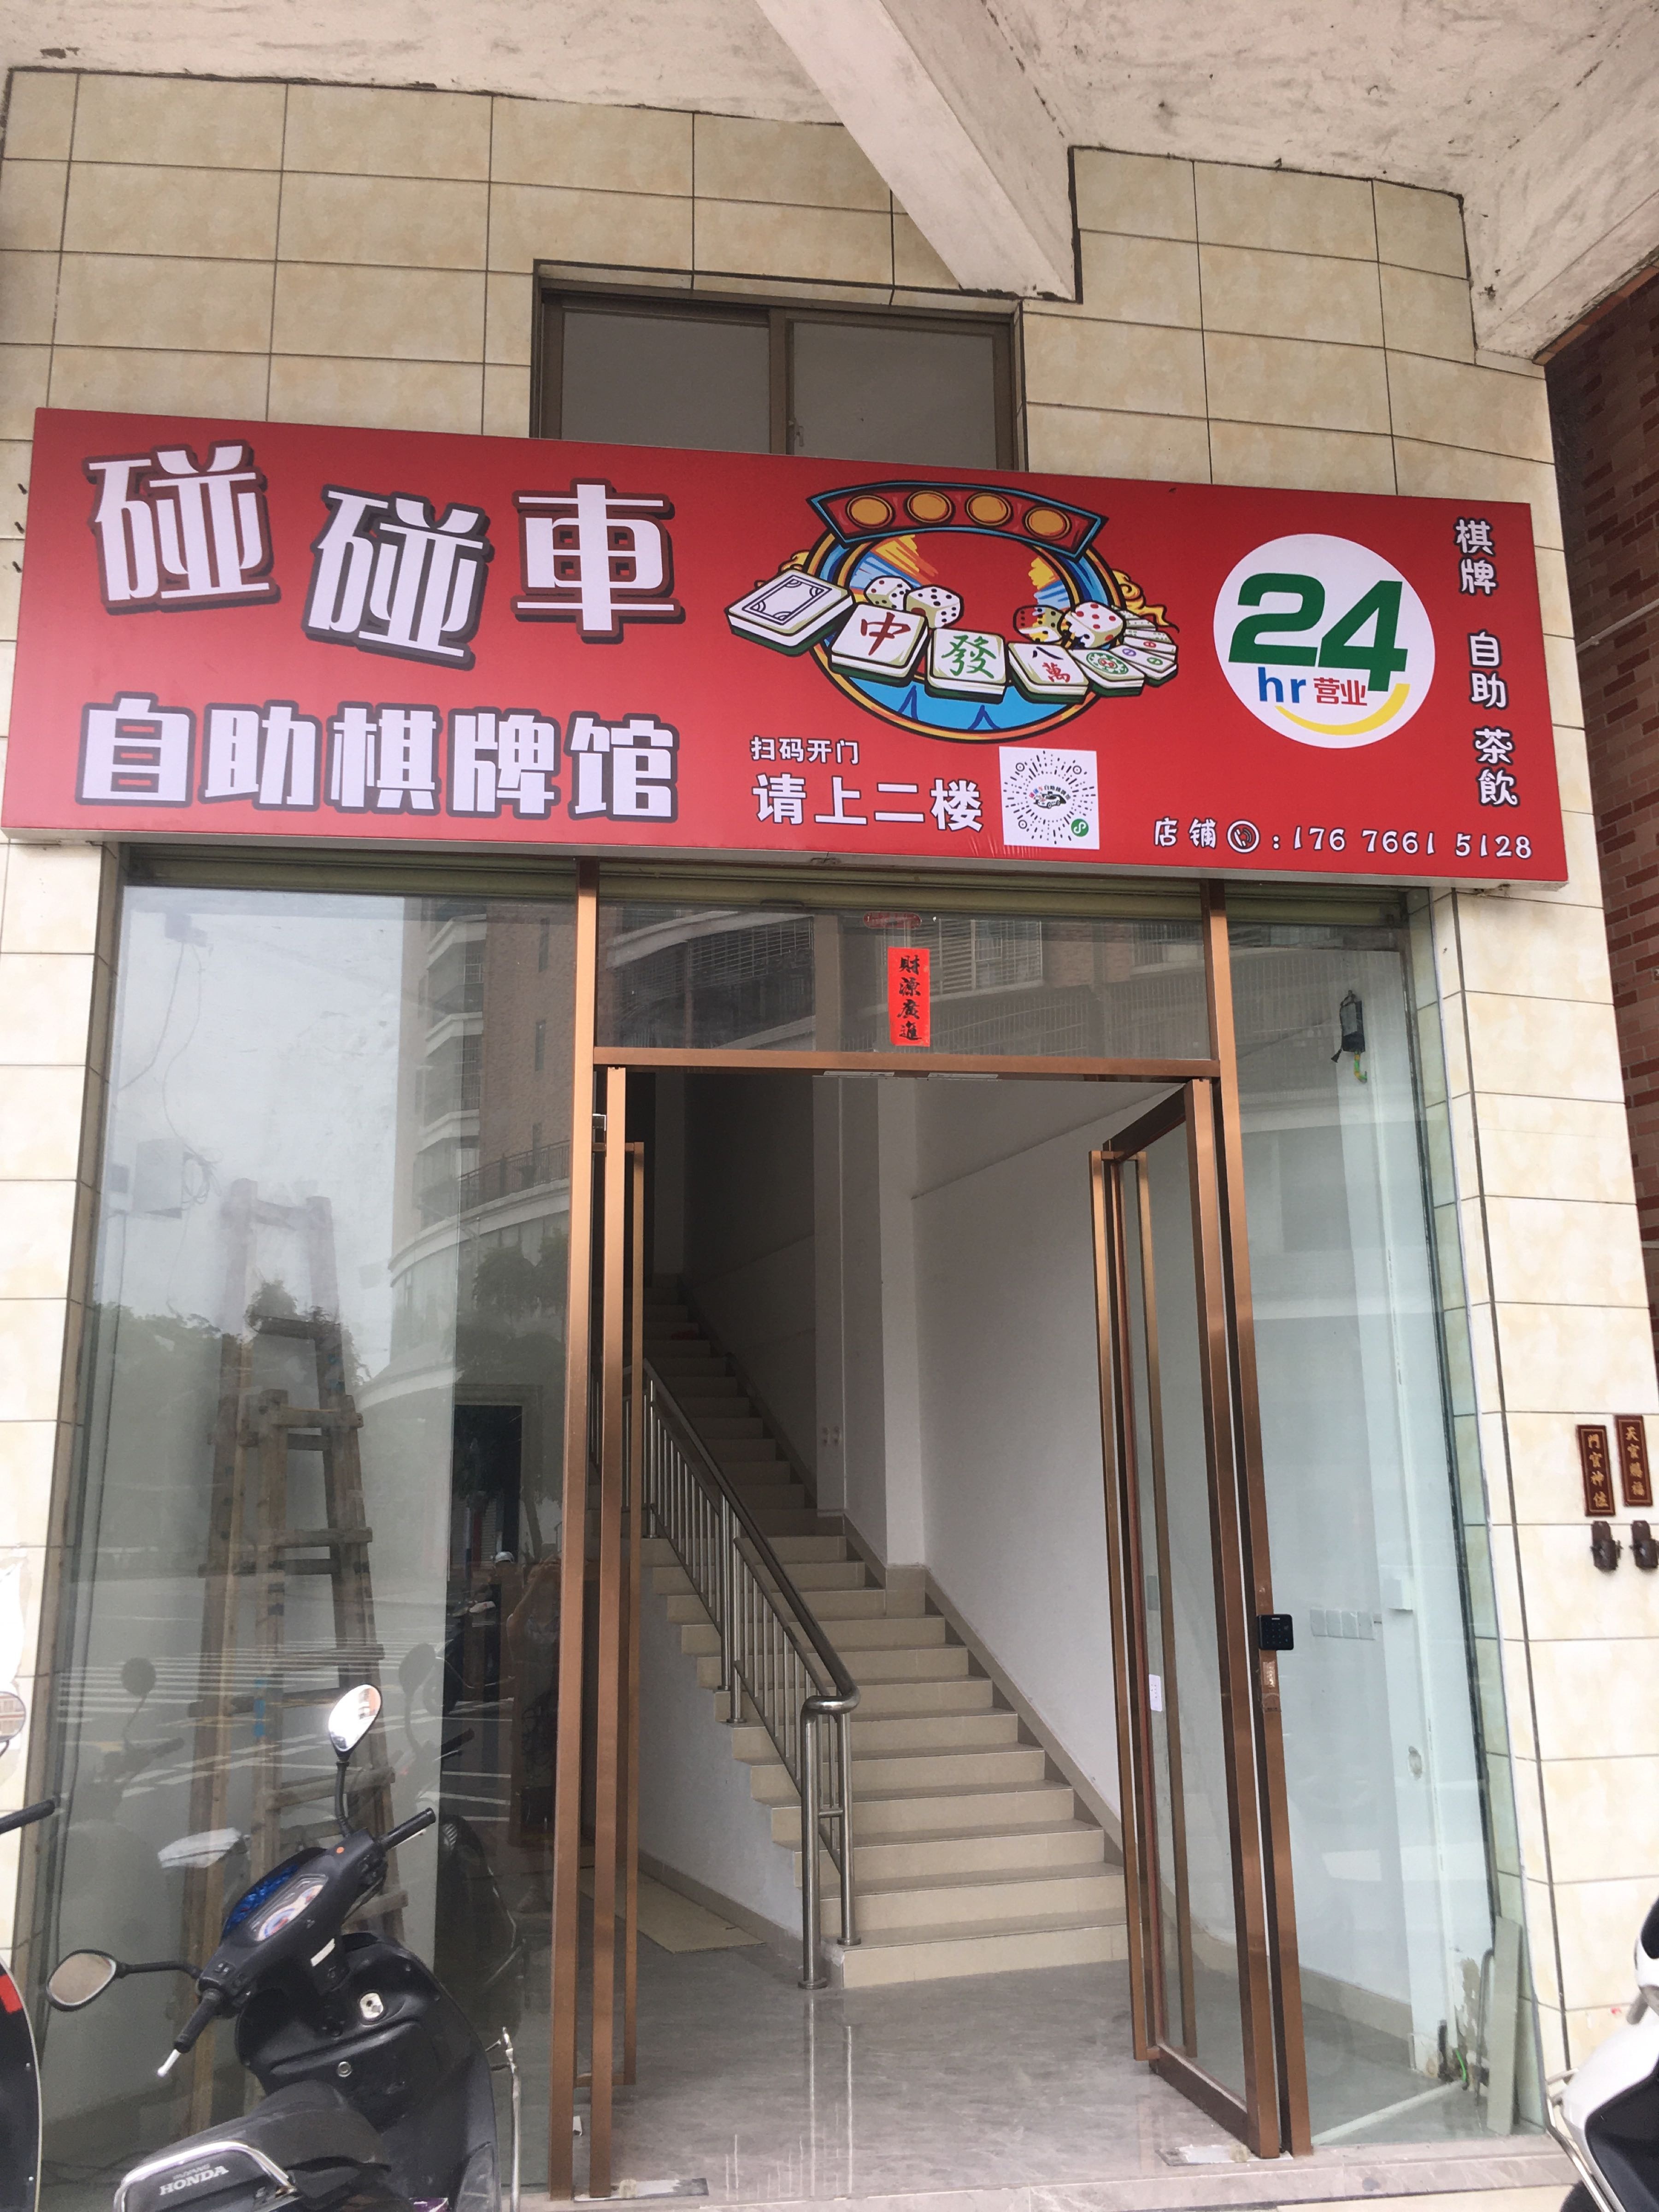 碰碰車
自助棋牌馆
中
發
八萬
扫码开门
请上二楼
24
hr营业
棋牌 自助 茶飲
店铺:176 7661 5128
財源廣進
天官賜福
門官神位
HONDA